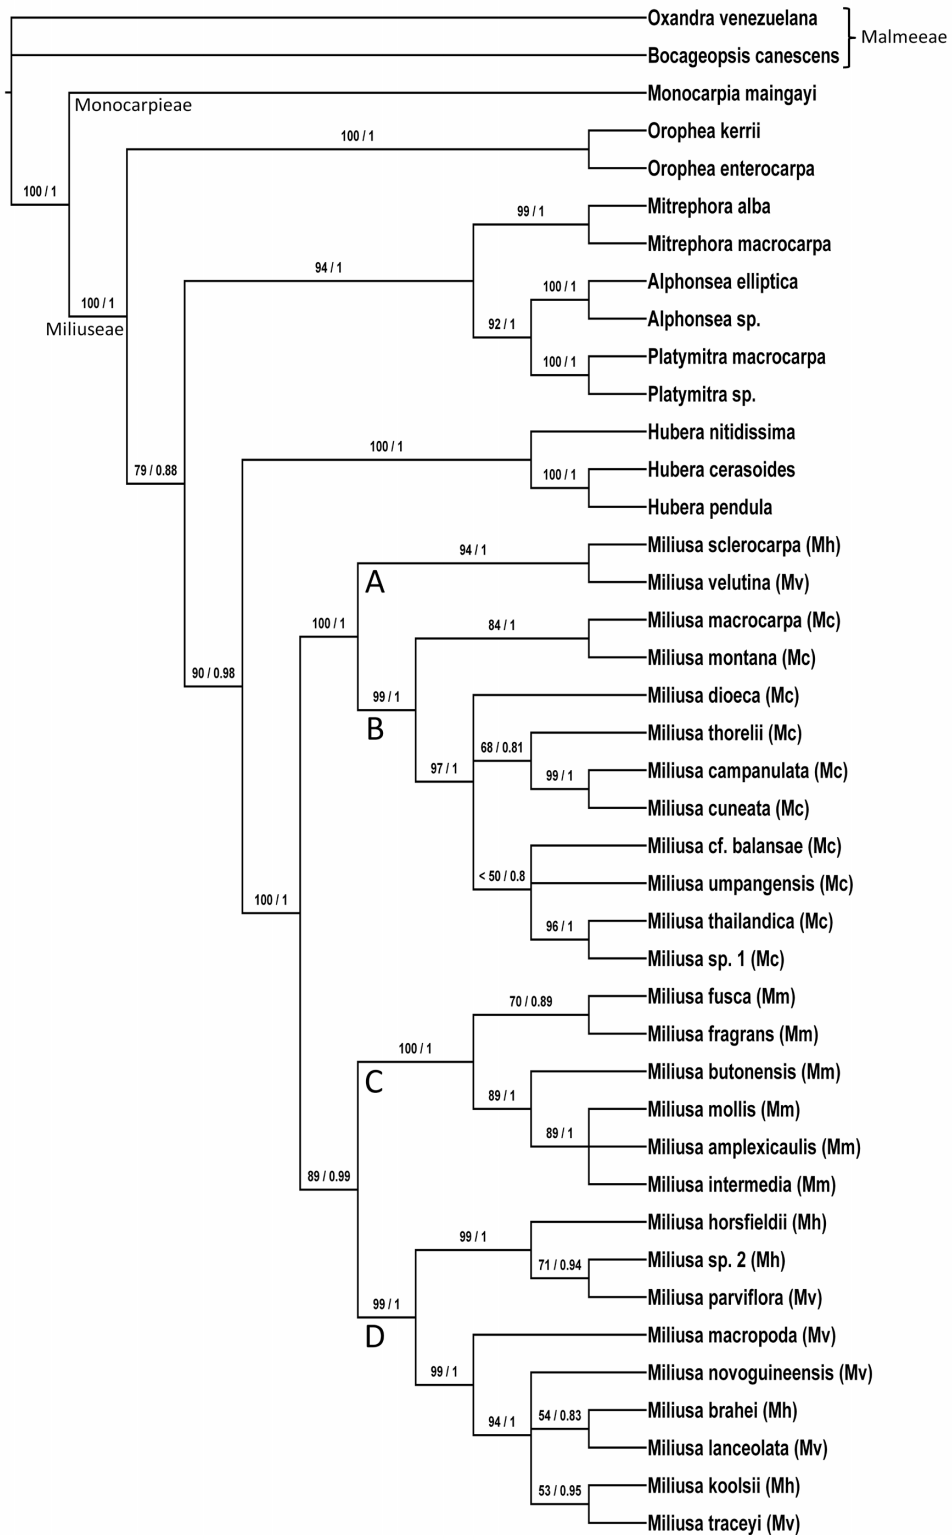 Oxandra venezuelana
Malmeeae
Bocageopsis canescens
Monocarpia maingayi
Monocarpieae
Orophea kerrii
100 / 1
Orophea enterocarpa
100 / 1
Mitrephora alba
99 / 1
Mitrephora macrocarpa
94 / 1
Alphonsea elliptica
100 / 1
100 / 1
Alphonsea sp.
92 / 1
Miliuseae
Platymitra macrocarpa
100 / 1
Platymitra sp.
Hubera nitidissima
100 / 1
79 / 0.88
Hubera cerasoides
100 / 1
Hubera pendula
Miliusa sclerocarpa (Mh)
94 / 1
A
Miliusa velutina (Mv)
Miliusa macrocarpa (Mc)
100 / 1
84 / 1
Miliusa montana (Mc)
90 / 0.98
99 / 1
Miliusa dioeca (Mc)
B
Miliusa thorelii (Mc)
68 / 0.81
97 / 1
Miliusa campanulata (Mc)
99 / 1
Miliusa cuneata (Mc)
Miliusa cf. balansae (Mc)
< 50 / 0.8
Miliusa umpangensis (Mc)
100 / 1
Miliusa thailandica (Mc)
96 / 1
Miliusa sp. 1 (Mc)
Miliusa fusca (Mm)
70 / 0.89
Miliusa fragrans (Mm)
100 / 1
C
Miliusa butonensis (Mm)
89 / 1
Miliusa mollis (Mm)
89 / 1
Miliusa amplexicaulis (Mm)
89 / 0.99
Miliusa intermedia (Mm)
Miliusa horsfieldii (Mh)
99 / 1
Miliusa sp. 2 (Mh)
71 / 0.94
Miliusa parviflora (Mv)
99 / 1
D
Miliusa macropoda (Mv)
99 / 1
Miliusa novoguineensis (Mv)
Miliusa brahei (Mh)
94 / 1
54 / 0.83
Miliusa lanceolata (Mv)
Miliusa koolsii (Mh)
53 / 0.95
Miliusa traceyi (Mv)